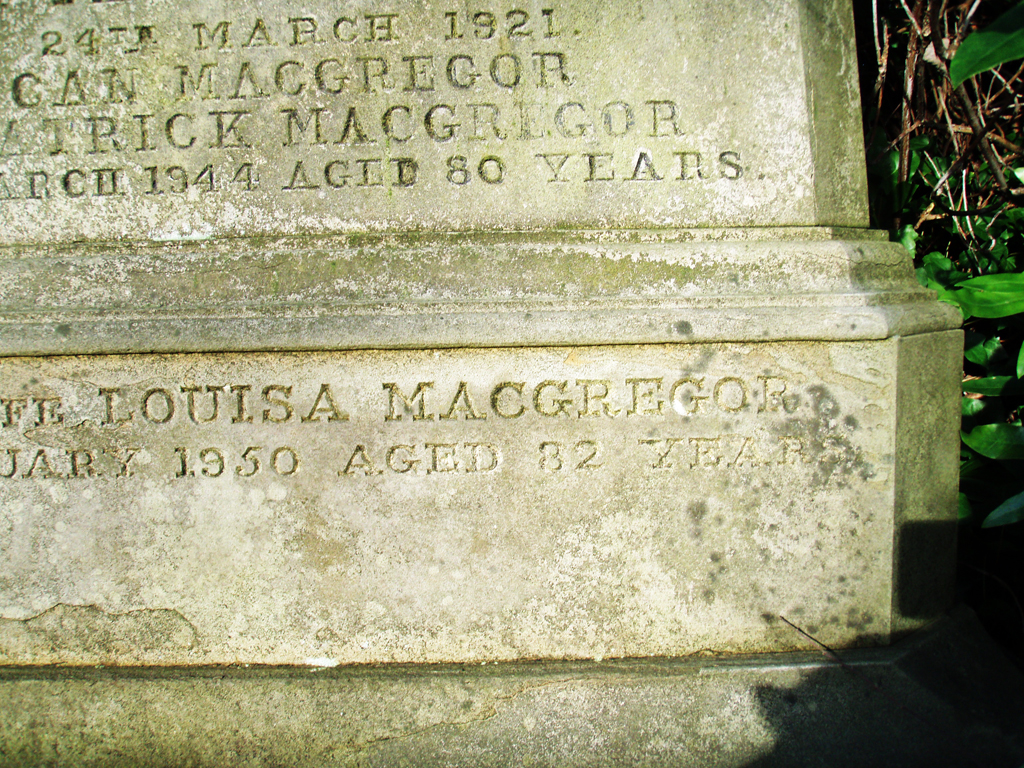 24TH MARCH 1921.
CAN MACGREGOR
ATRICK MACGREGOR
ARCH 1944 AGED 80 YEARS.
FE LOUISA MACGREGOR
UARY 1950 AGED 82 YEARS